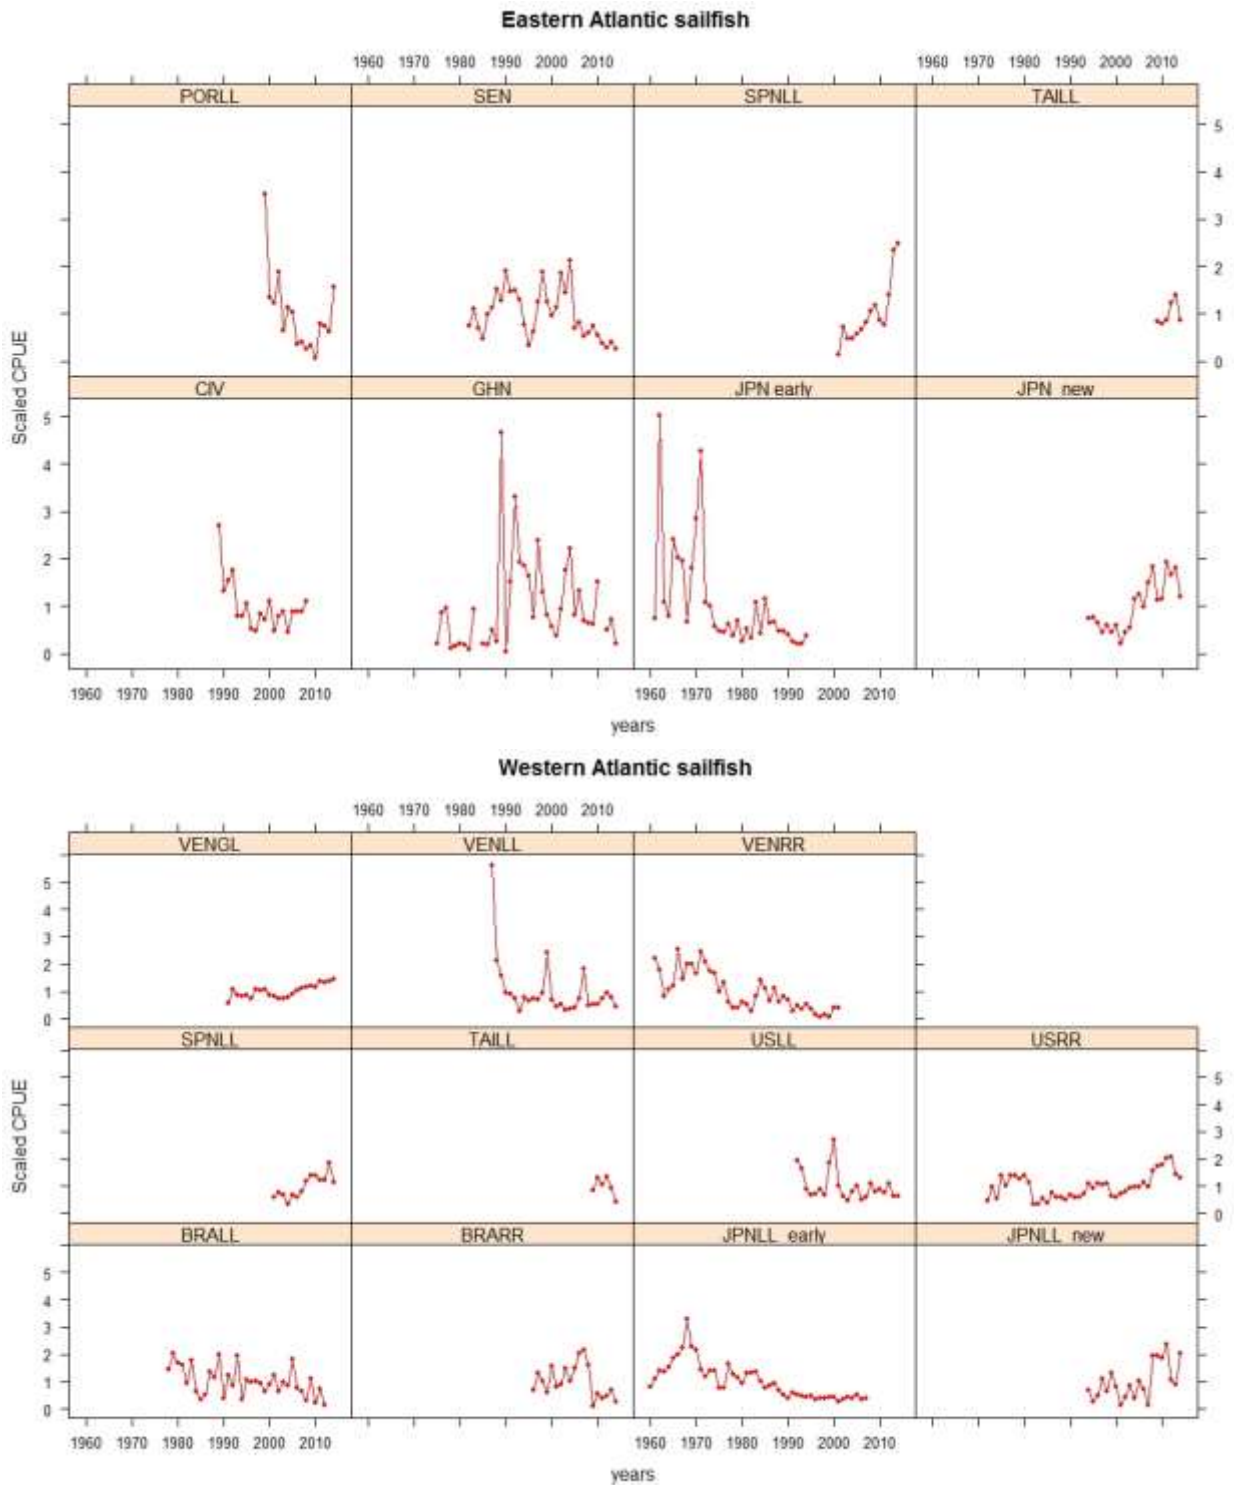 Eastern Atlantic sailfish
1960 1970 1980 1990 2000 2010 1960 1970 1980 1990 2000 2010
PORLL SEN SPNLL TAILL
5
4
3
2
1
0
Scaled CPUE
CIV GHN JPN early JPN new
5
4
3
2
1
0
1960 1970 1980 1990 2000 2010 1960 1970 1980 1990 2000 2010
years
Western Atlantic sailfish
1960 1970 1980 1990 2000 2010
VENGL VENLL VENRR
5
4
3
2
1
0
SPNLL TAILL USLL USRR
5
4
3
2
1
0
Scaled CPUE
BRALL BRARR JPNLL early JPNLL new
5
4
3
2
1
0
1960 1970 1980 1990 2000 2010 1960 1970 1980 1990 2000 2010
years